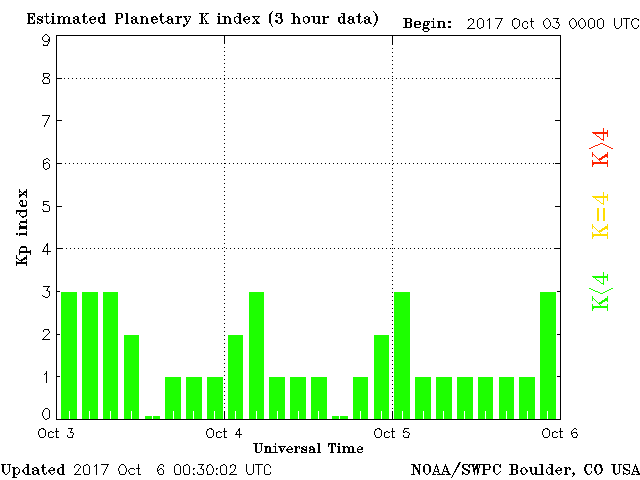 Estimated Planetary K index (3 hour data)
Begin: 2017 Oct 03 0000 UTC
9
8
7
6
5
4
3
2
1
0
Kp index
Oct 3 Oct 4 Oct 5 Oct 6
Universal Time
K>4
K=4
K<4
Updated 2017 Oct 6 00:30:02 UTC
NOAA/SWPC Boulder, CO USA